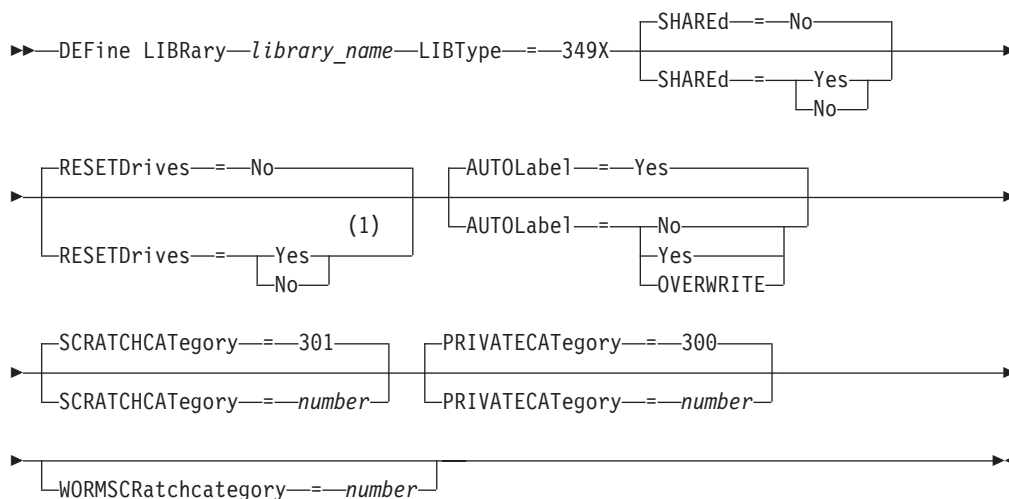 SHAREd = No
DEFine LIBRary library_name LIBType = 349X
SHAREd = Yes
No
RESETDrives = No
AUTOLabel = Yes
(1)
RESETDrives = Yes
No
AUTOLabel = No
Yes
OVERWRITE
SCRATCHCATegory = 301
PRIVATECATegory = 300
SCRATCHCATegory = number
PRIVATECATegory = number
WORMSCRatchcategory = number